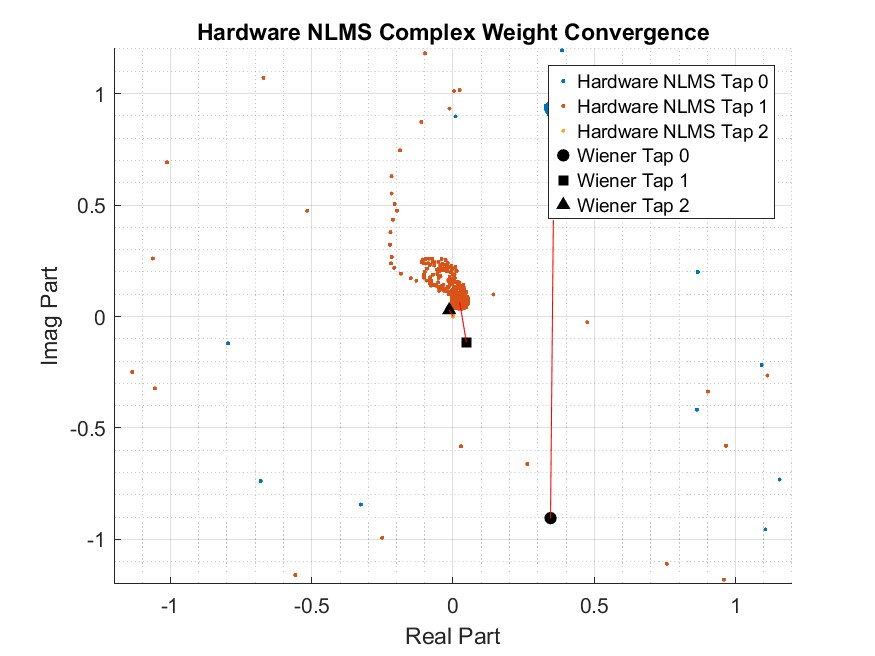 Hardware NLMS Complex Weight Convergence
Hardware NLMS Tap 0
Hardware NLMS Tap 1
Hardware NLMS Tap 2
Wiener Tap 0
Wiener Tap 1
Wiener Tap 2
Imag Part
1
0.5
0
-0.5
-1
-1
-0.5
0
0.5
1
Real Part